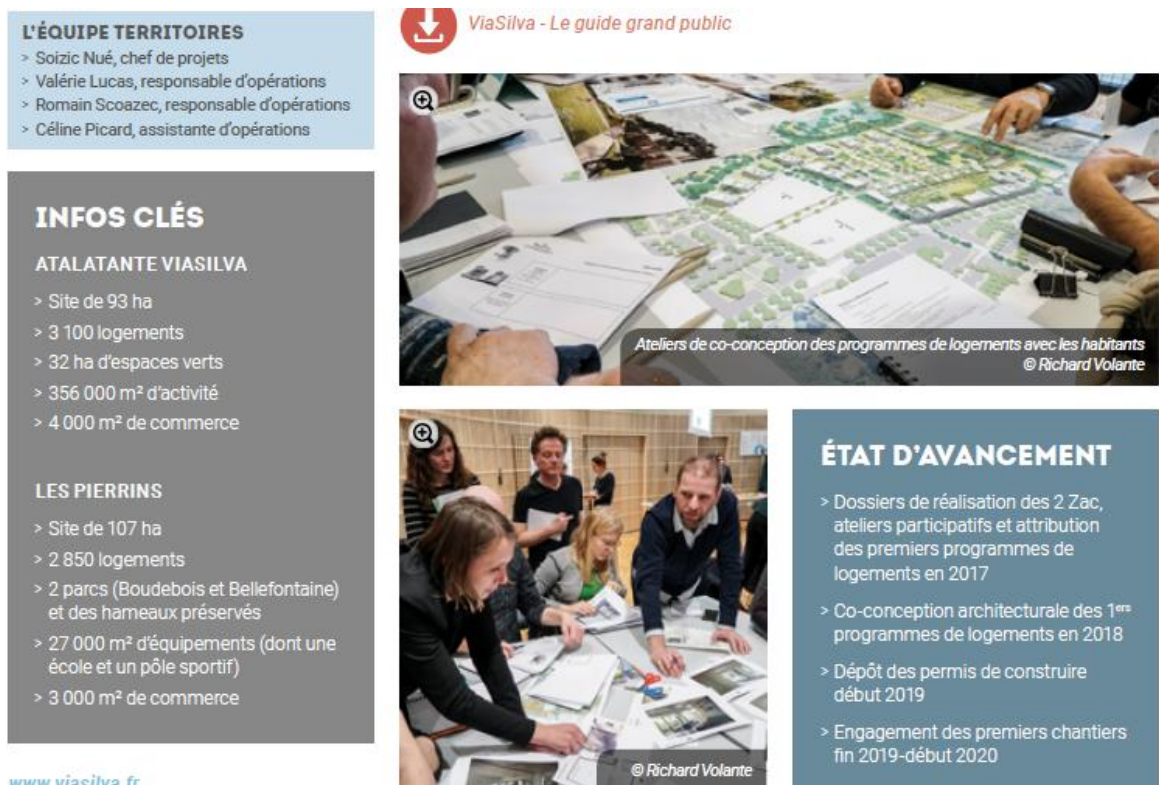 L'ÉQUIPE TERRITOIRES
> Soizic Nué, chef de projets
> Valérie Lucas, responsable d'opérations
> Romain Scoazec, responsable d'opérations
> Céline Picard, assistante d'opérations
INFOS CLÉS
ATALATANTE VIASILVA
> Site de 93 ha
> 3 100 logements
> 32 ha d'espaces verts
> 356 000 m² d'activité
> 4 000 m² de commerce
LES PIERRINS
> Site de 107 ha
> 2 850 logements
> 2 parcs (Boudebois et Bellefontaine)
et des hameaux préservés
> 27 000 m² d'équipements (dont une
école et un pôle sportif)
> 3 000 m² de commerce
www.viasilva.fr
ViaSilva - Le guide grand public
Ateliers de co-conception des programmes de logements avec les habitants
© Richard Volante
© Richard Volante
ÉTAT D'AVANCEMENT
> Dossiers de réalisation des 2 Zac,
ateliers participatifs et attribution
des premiers programmes de
logements en 2017
> Co-conception architecturale des 1ers
programmes de logements en 2018
> Dépôt des permis de construire
début 2019
> Engagement des premiers chantiers
fin 2019-début 2020